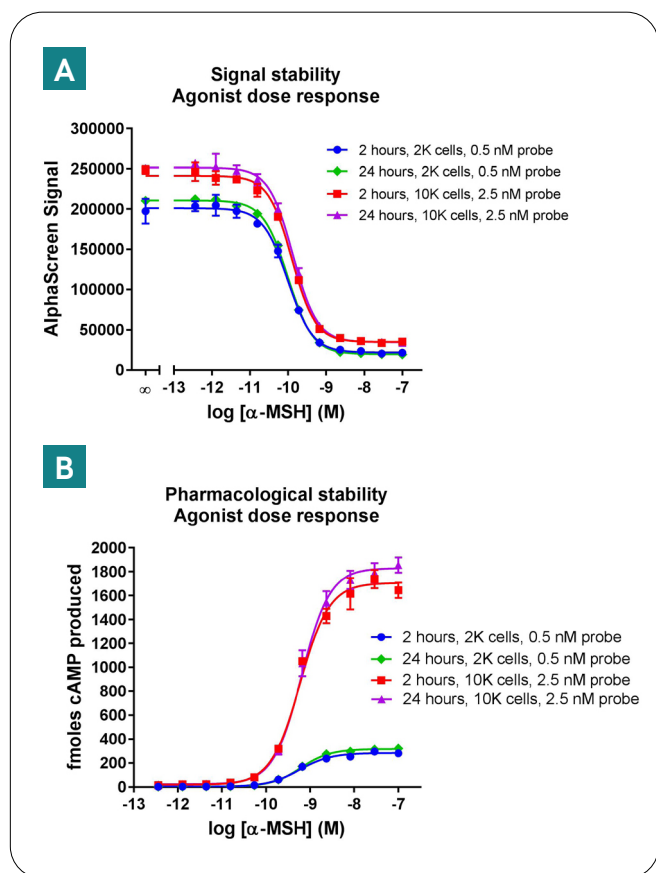 A
Signal stability
Agonist dose response
AlphaScreen Signal
300000
250000
200000
150000
100000
50000
0
∞ -13 -12 -11 -10 -9 -8 -7
log [α-MSH] (M)
2 hours, 2K cells, 0.5 nM probe
24 hours, 2K cells, 0.5 nM probe
2 hours, 10K cells, 2.5 nM probe
24 hours, 10K cells, 2.5 nM probe
B
Pharmacological stability
Agonist dose response
fmoles cAMP produced
2000
1800
1600
1400
1200
1000
800
600
400
200
0
-13 -12 -11 -10 -9 -8 -7
log [α-MSH] (M)
2 hours, 2K cells, 0.5 nM probe
24 hours, 2K cells, 0.5 nM probe
2 hours, 10K cells, 2.5 nM probe
24 hours, 10K cells, 2.5 nM probe